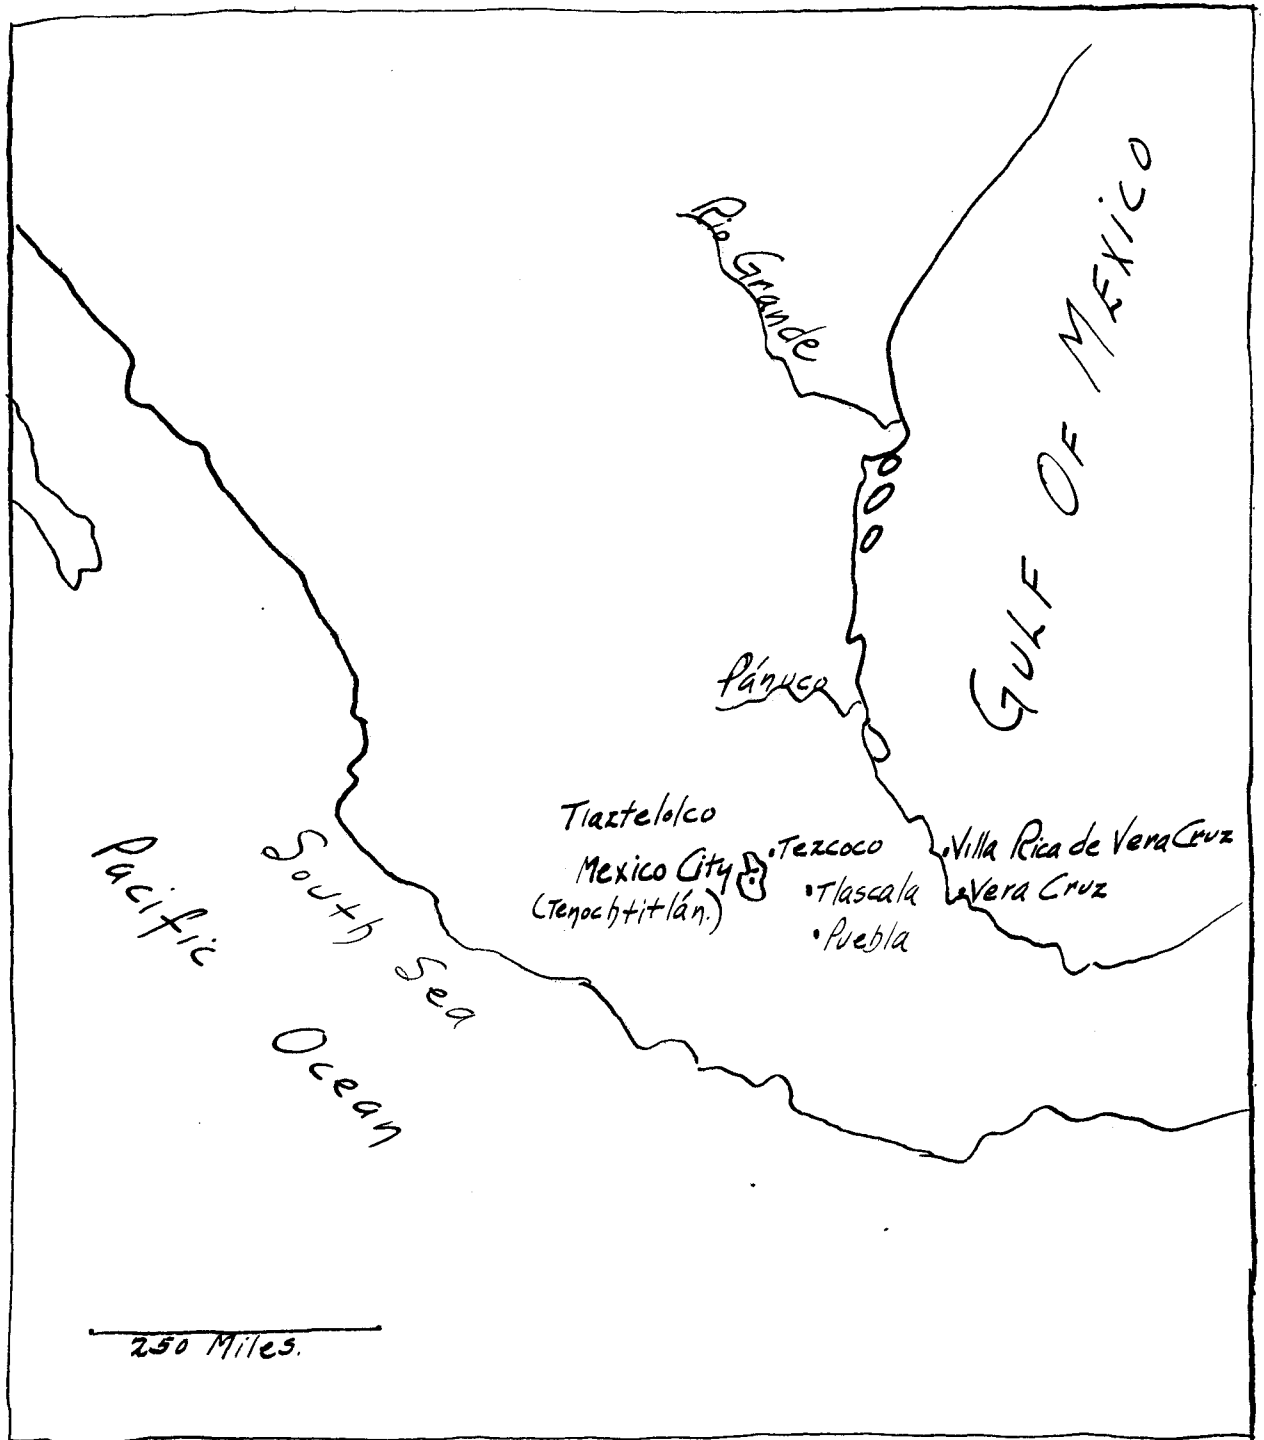 Rio Grande
GULF OF MEXICO
Pánuco
Tlaztelolco
Mexico City
(Tenochtitlán.)
Tezcoco
Tlascala
Puebla
Villa Rica de Vera Cruz
Vera Cruz
South Sea
Pacific Ocean
250 Miles.